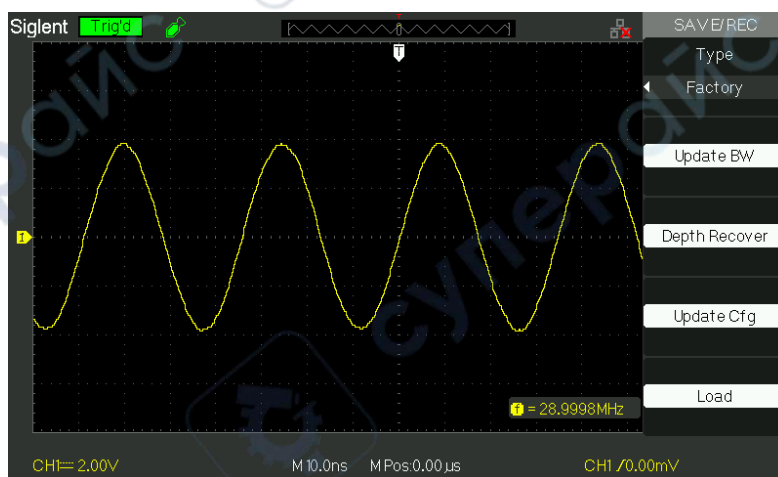 Siglent Trig'd T SAVE/REC
Type
Factory
Update BW
Depth Recover
Update Cfg
Load
= 28.9998MHz
CH1 2.00V M 10.0ns M Pos:0.00μs CH1 /0.00mV
суперайс